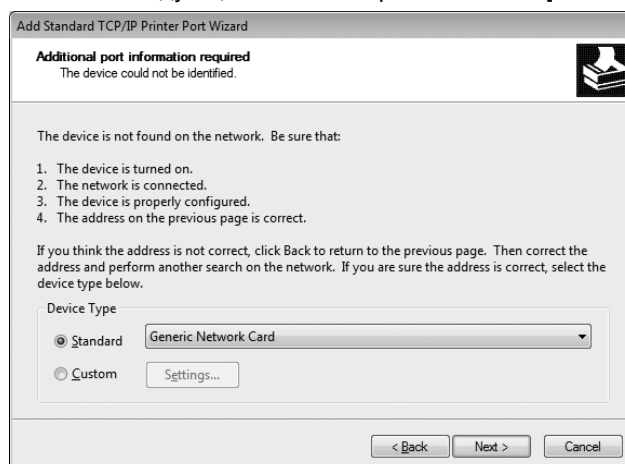 Add Standard TCP/IP Printer Port Wizard
Additional port information required
The device could not be identified.
The device is not found on the network. Be sure that:
1. The device is turned on.
2. The network is connected.
3. The device is properly configured.
4. The address on the previous page is correct.
If you think the address is not correct, click Back to return to the previous page. Then correct the
address and perform another search on the network. If you are sure the address is correct, select the
device type below.
Device Type
Standard
Generic Network Card
Custom
Settings...
< Back
Next >
Cancel